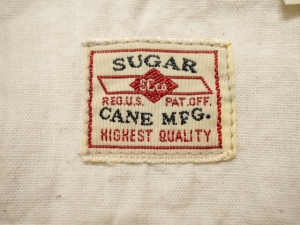 SUGAR
SCCo.
REG.U.S. PAT.OFF.
CANE MFG.
HIGHEST QUALITY